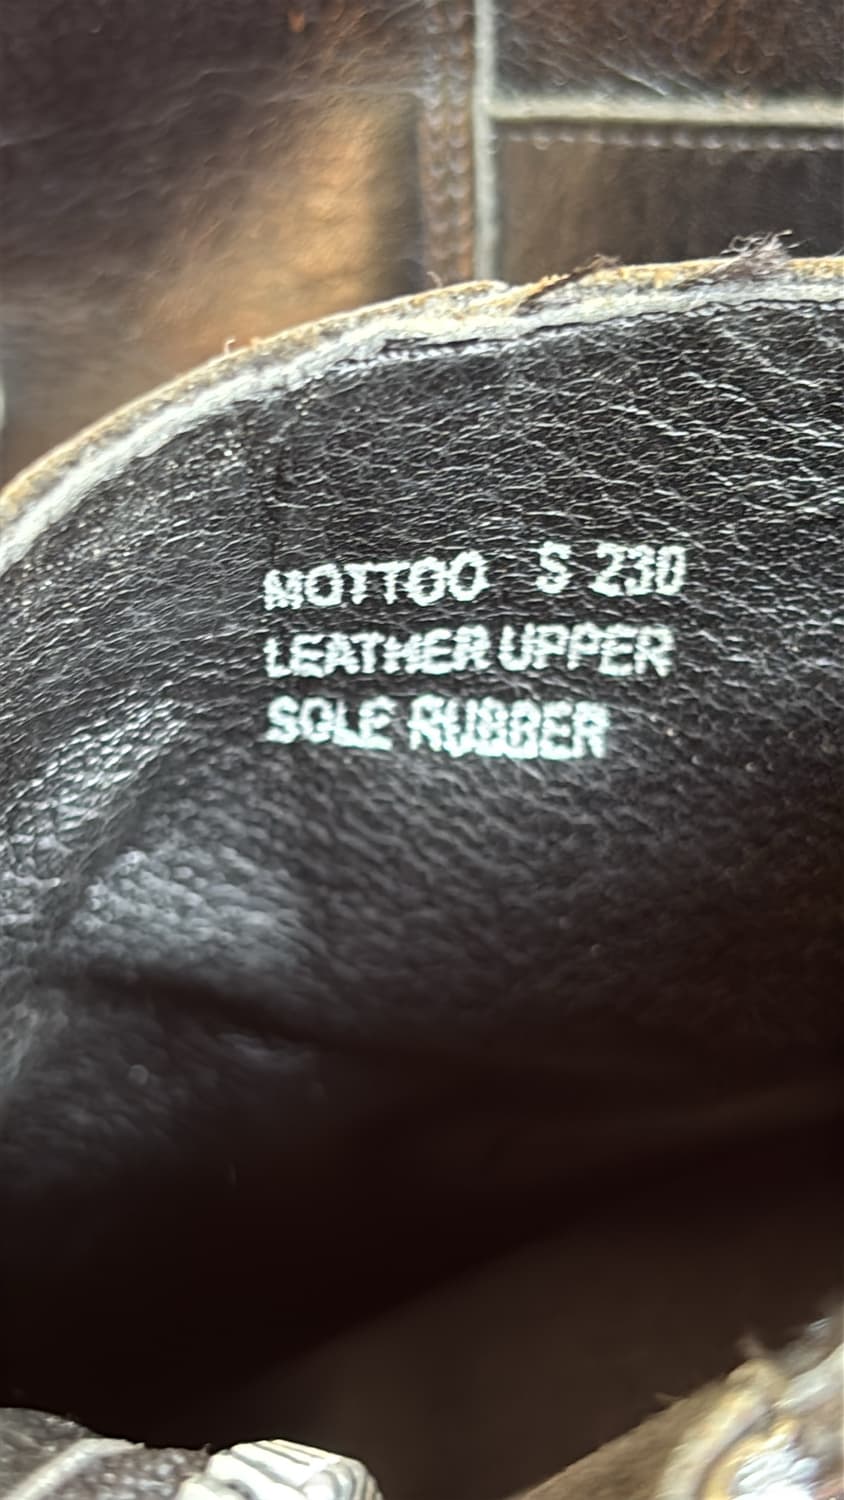 MOTTOO S 230
LEATHER UPPER
SOLE RUBBER